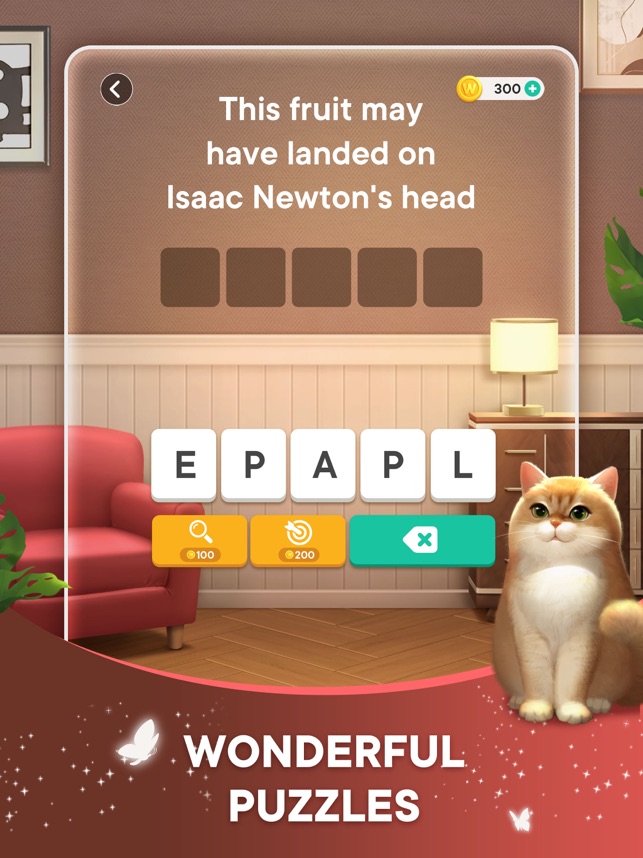 W 300 +
This fruit may
have landed on
Isaac Newton's head
E P A P L
100 200
WONDERFUL
PUZZLES